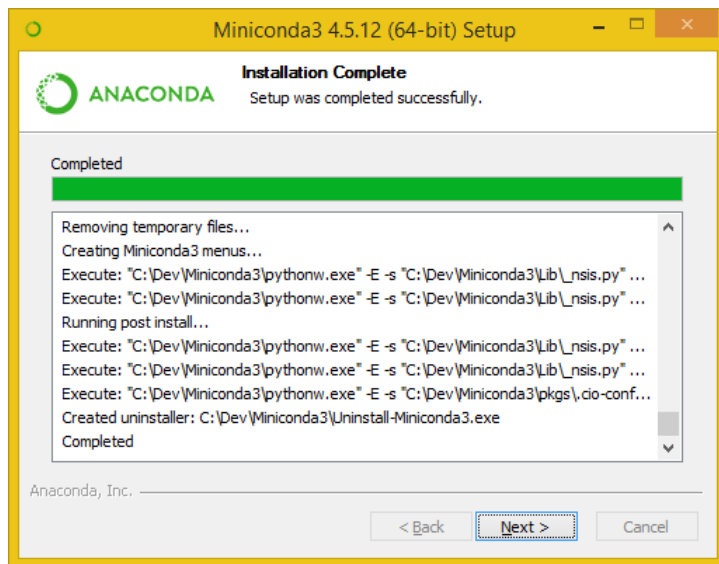 Miniconda3 4.5.12 (64-bit) Setup
ANACONDA
Installation Complete
Setup was completed successfully.
Completed
Removing temporary files...
Creating Miniconda3 menus...
Execute: "C:\Dev\Miniconda3\pythonw.exe" -E -s "C:\Dev\Miniconda3\Lib\_nsis.py" ...
Execute: "C:\Dev\Miniconda3\pythonw.exe" -E -s "C:\Dev\Miniconda3\Lib\_nsis.py" ...
Running post install...
Execute: "C:\Dev\Miniconda3\pythonw.exe" -E -s "C:\Dev\Miniconda3\Lib\_nsis.py" ...
Execute: "C:\Dev\Miniconda3\pythonw.exe" -E -s "C:\Dev\Miniconda3\Lib\_nsis.py" ...
Execute: "C:\Dev\Miniconda3\pythonw.exe" -E -s "C:\Dev\Miniconda3\pkgs\.cio-conf...
Created uninstaller: C:\Dev\Miniconda3\Uninstall-Miniconda3.exe
Completed
Anaconda, Inc.
< Back Next > Cancel